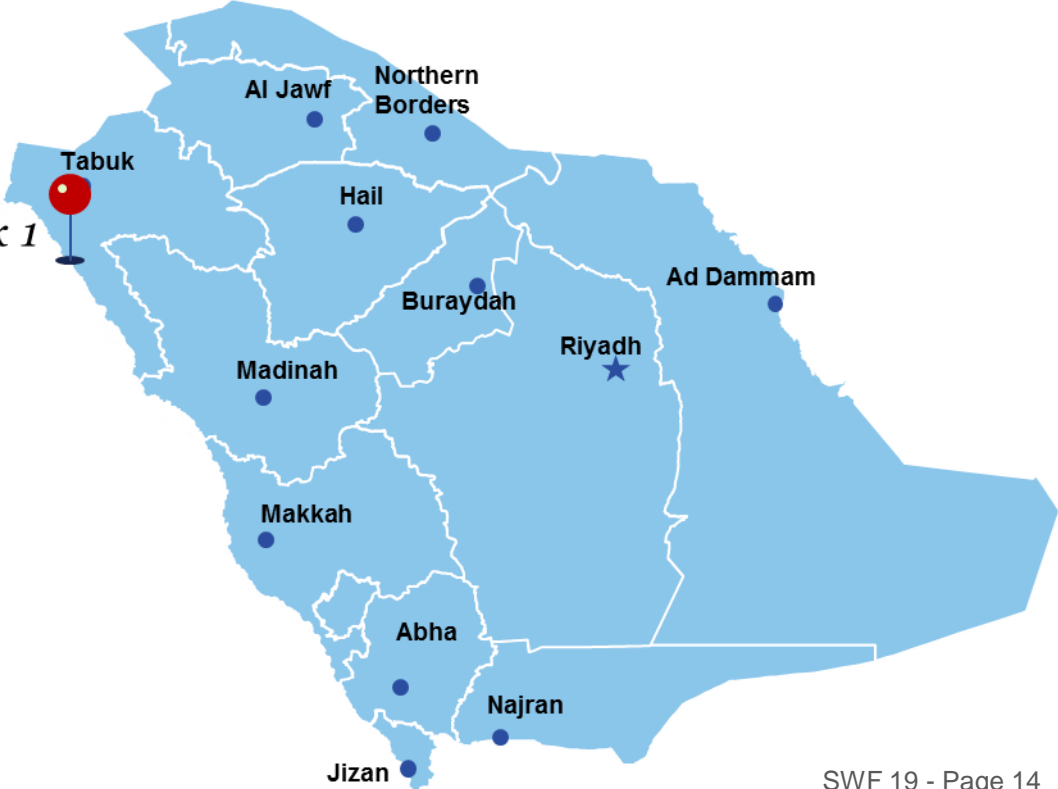 Northern
Al Jawf
Borders
Tabuk
Hail
1
Ad Dammam
Buraydah
Riyadh
Madinah
Makkah
Abha
Najran
Jizan
SWF 19 - Page 14